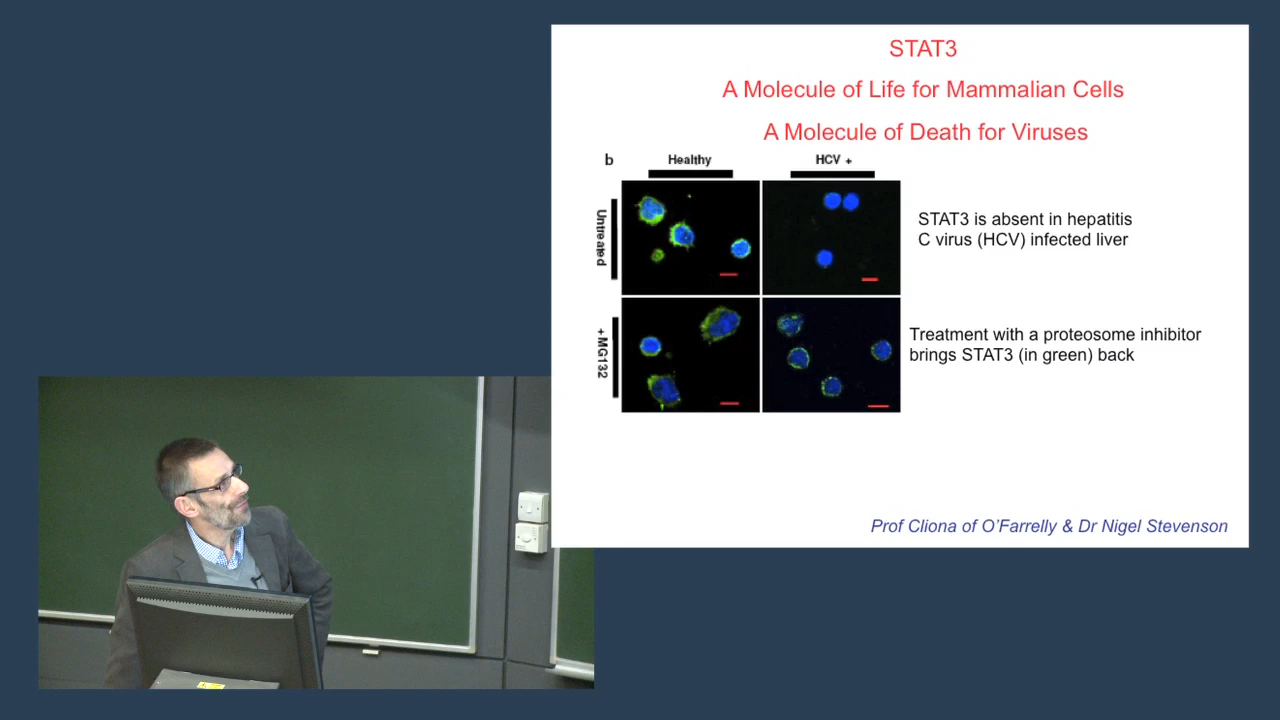 STAT3
A Molecule of Life for Mammalian Cells
A Molecule of Death for Viruses
b
Healthy
HCV +
Untreated
STAT3 is absent in hepatitis
C virus (HCV) infected liver
+MG132
Treatment with a proteosome inhibitor
brings STAT3 (in green) back
Prof Cliona of O'Farrelly & Dr Nigel Stevenson